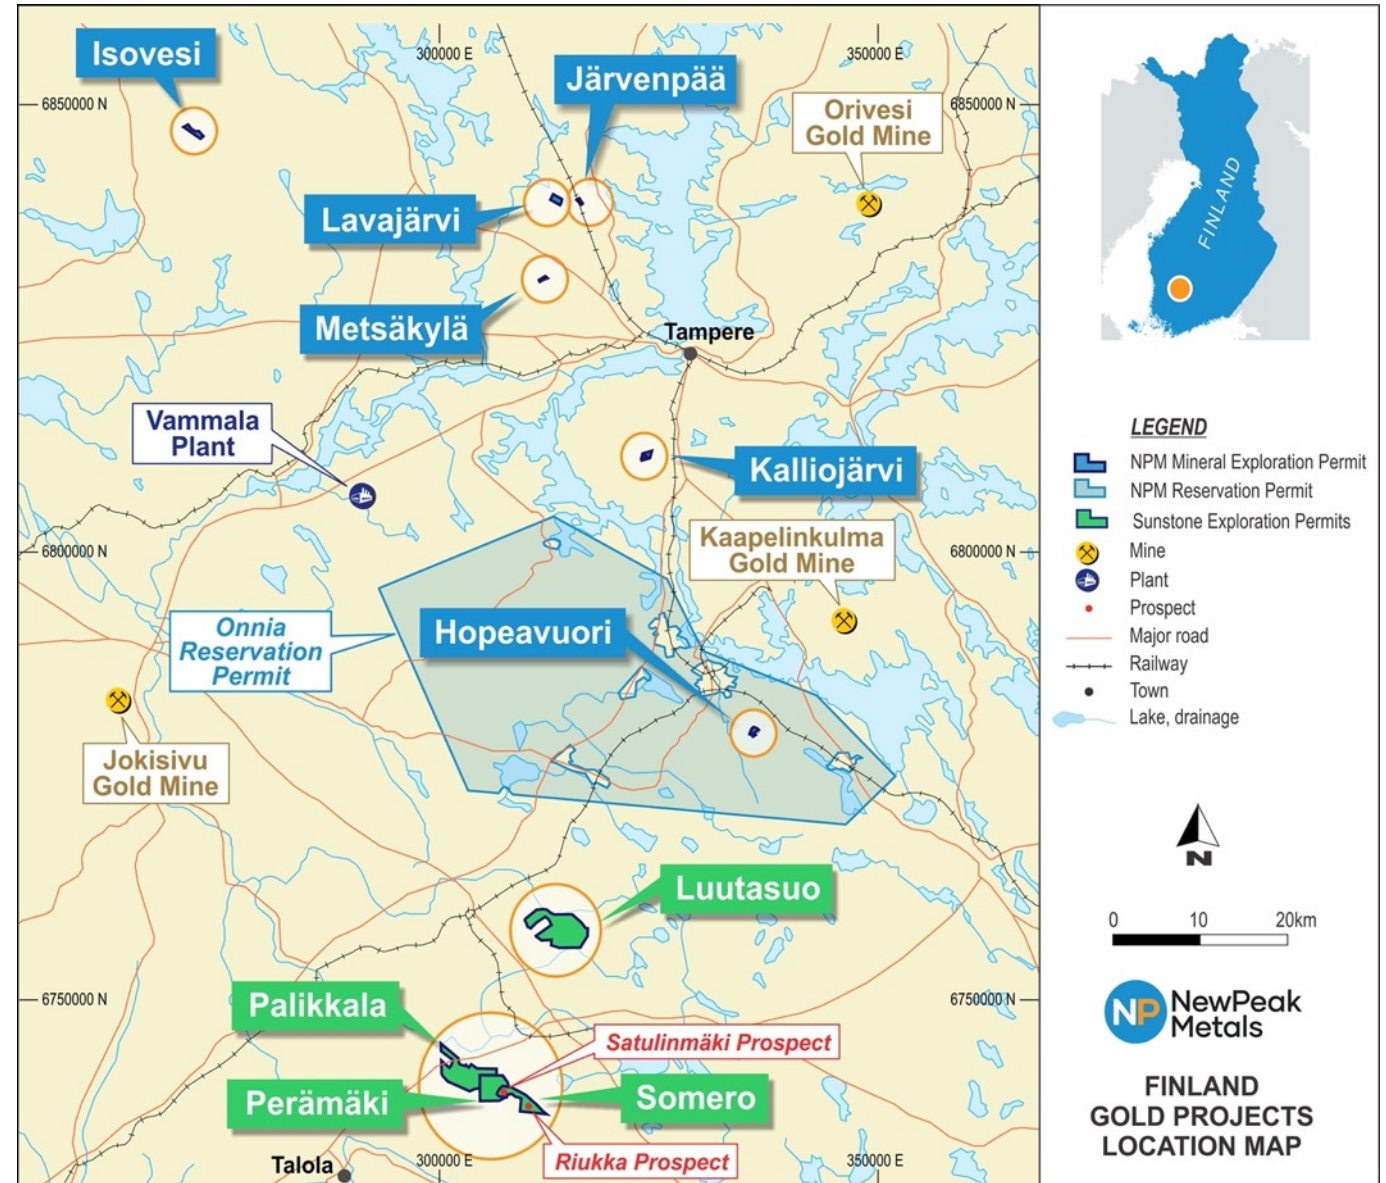 Isovesi
300000 E
350000 E
Järvenpää
6850000 N
6850000 N
Orivesi
Gold Mine
Lavajärvi
Metsäkylä
Tampere
Vammala
Plant
Kalliojärvi
6800000 N
6800000 N
Kaapelinkulma
Gold Mine
Onnia
Reservation
Permit
Hopeavuori
Jokisivu
Gold Mine
Luutasuo
6750000 N
6750000 N
Palikkala
Satulinmäki Prospect
Perämäki
Somero
Riukka Prospect
Talola
300000 E
350000 E
FINLAND
LEGEND
NPM Mineral Exploration Permit
NPM Reservation Permit
Sunstone Exploration Permits
Mine
Plant
Prospect
Major road
Railway
Town
Lake, drainage
N
0 10 20km
NP NewPeak
Metals
FINLAND
GOLD PROJECTS
LOCATION MAP